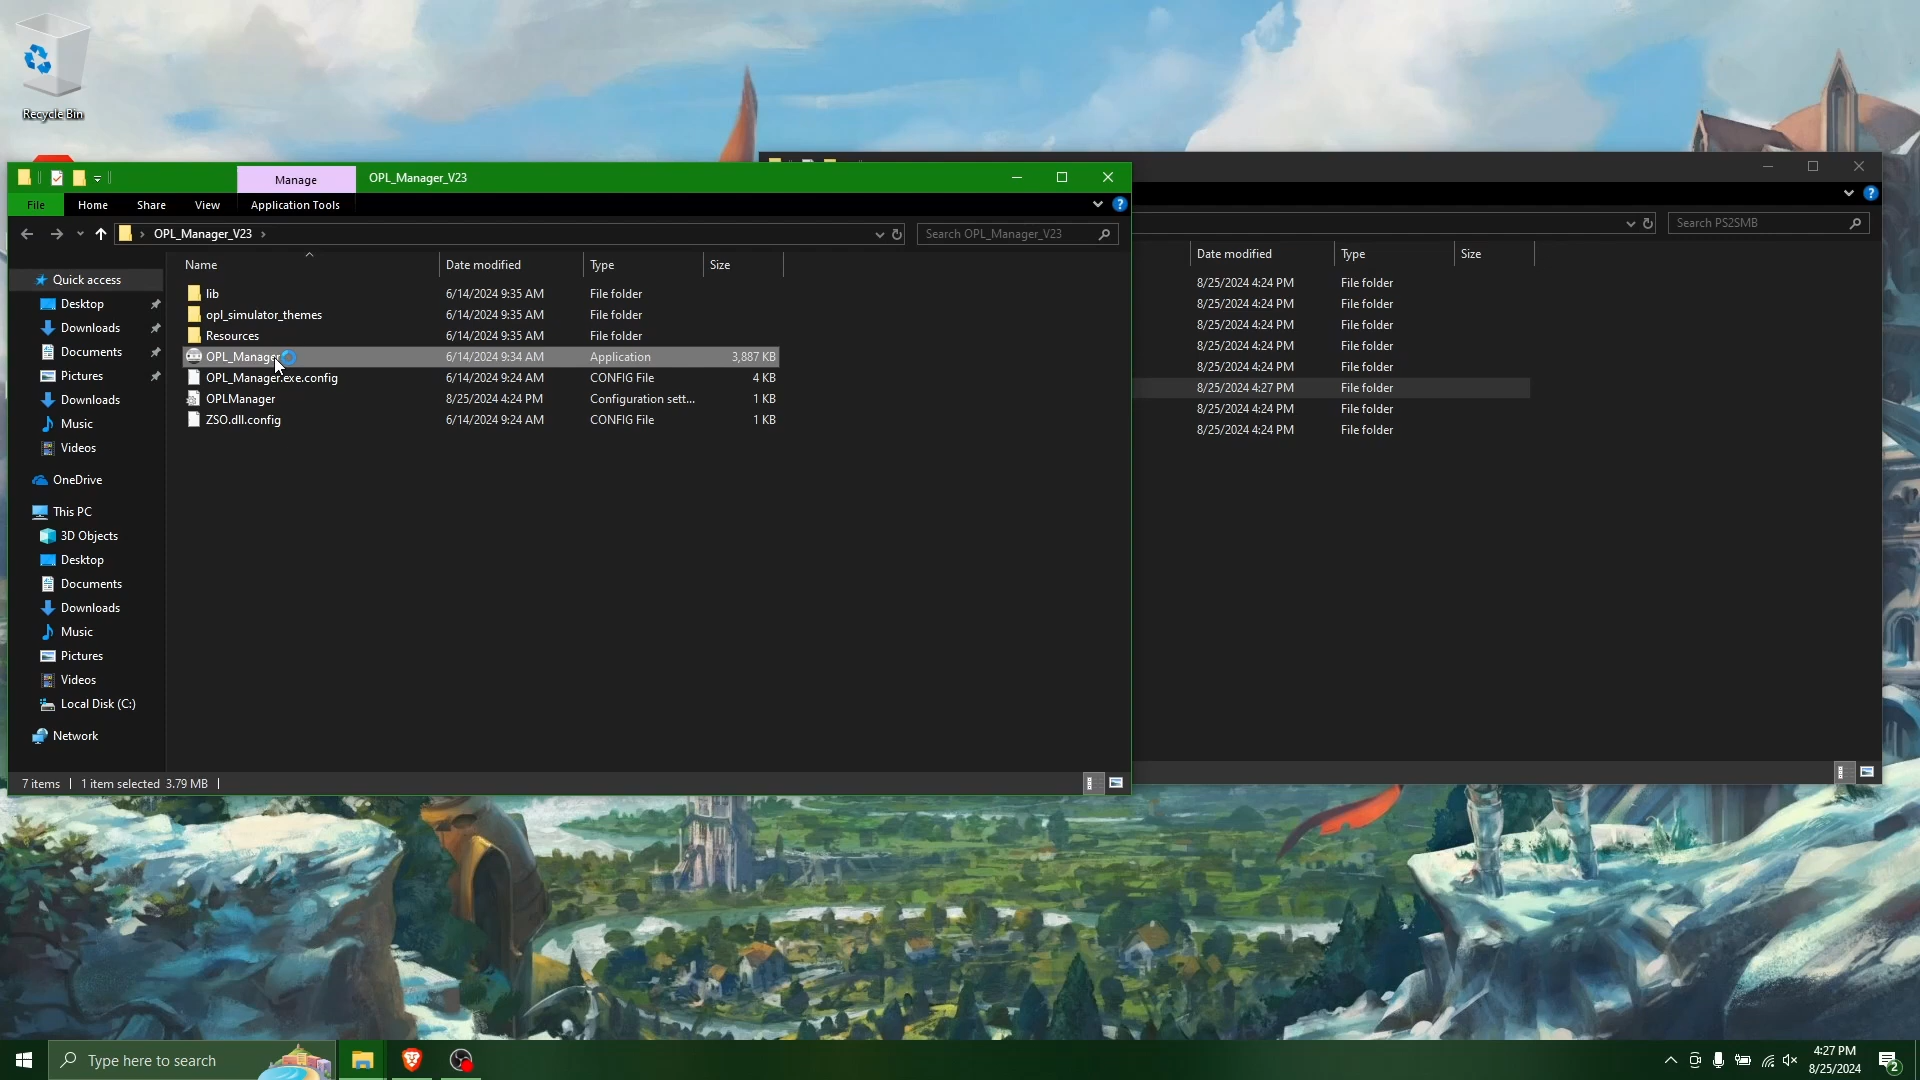 Recycle Bin
Manage
OPL_Manager_V23
File
Home
Share
View
Application Tools
OPL_Manager_V23
Search OPL_Manager_V23
Name
Date modified
Type
Size
Quick access
Desktop
Downloads
Documents
Pictures
Downloads
Music
Videos
OneDrive
This PC
3D Objects
Desktop
Documents
Downloads
Music
Pictures
Videos
Local Disk (C:)
Network
lib 6/14/2024 9:35 AM File folder
opl_simulator_themes 6/14/2024 9:35 AM File folder
Resources 6/14/2024 9:35 AM File folder
OPL_Manager 6/14/2024 9:34 AM Application 3,887 KB
OPL_Manager.exe.config 6/14/2024 9:24 AM CONFIG File 4 KB
OPLManager 8/25/2024 4:24 PM Configuration sett... 1 KB
ZSO.dll.config 6/14/2024 9:24 AM CONFIG File 1 KB
7 items
1 item selected 3.79 MB
Search PS2SMB
Date modified
Type
Size
8/25/2024 4:24 PM File folder
8/25/2024 4:24 PM File folder
8/25/2024 4:24 PM File folder
8/25/2024 4:24 PM File folder
8/25/2024 4:24 PM File folder
8/25/2024 4:27 PM File folder
8/25/2024 4:24 PM File folder
8/25/2024 4:24 PM File folder
Type here to search
4:27 PM
8/25/2024
2